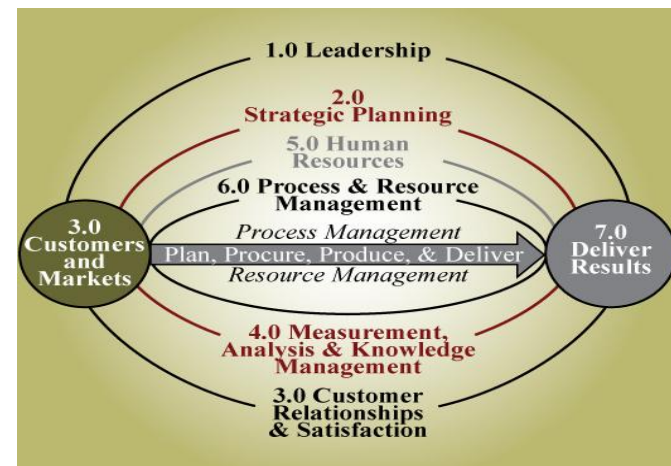 1.0 Leadership
2.0
Strategic Planning
5.0 Human
Resources
6.0 Process & Resource
Management
3.0
Customers
and
Markets
Process Management
Plan, Procure, Produce, & Deliver
Resource Management
7.0
Deliver
Results
4.0 Measurement,
Analysis & Knowledge
Management
3.0 Customer
Relationships
& Satisfaction